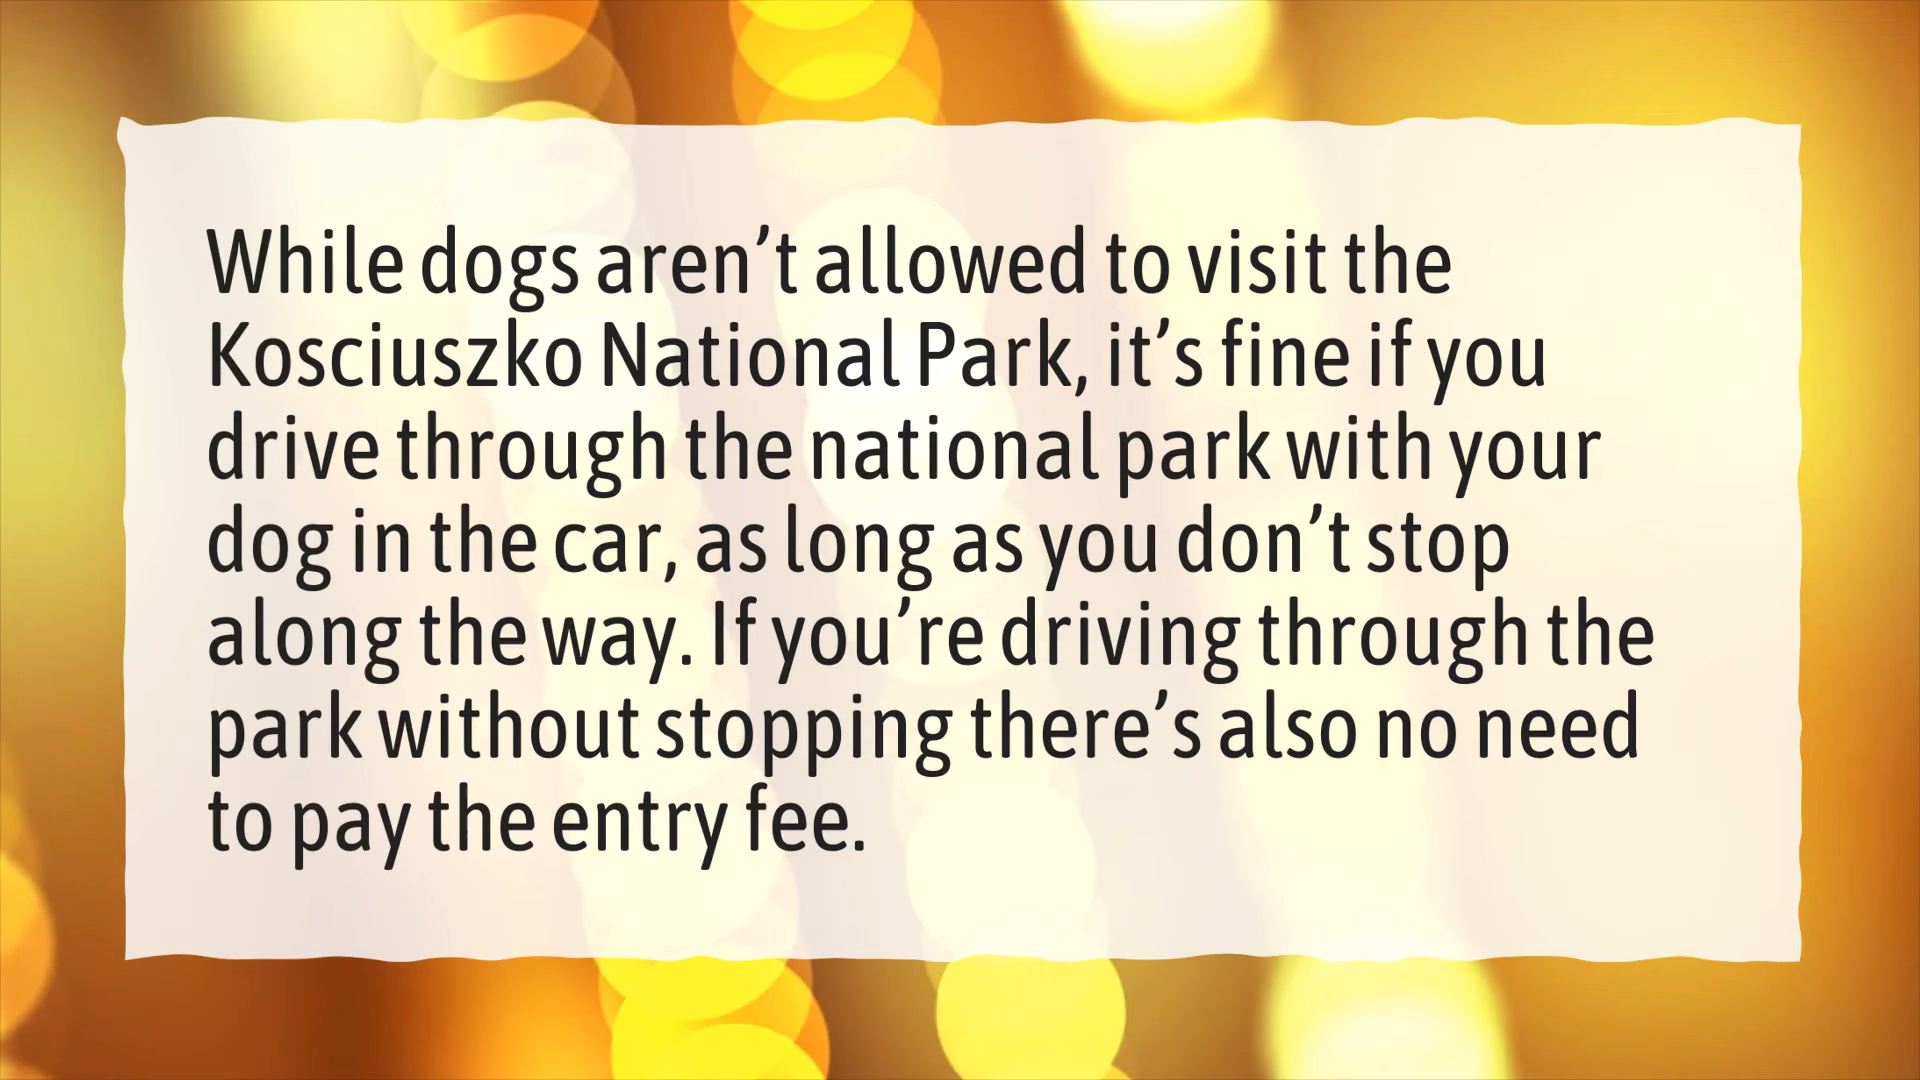 While dogs aren’t allowed to visit the
Kosciuszko National Park, it’s fine if you
drive through the national park with your
dog in the car, as long as you don’t stop
along the way. If you’re driving through the
park without stopping there’s also no need
to pay the entry fee.